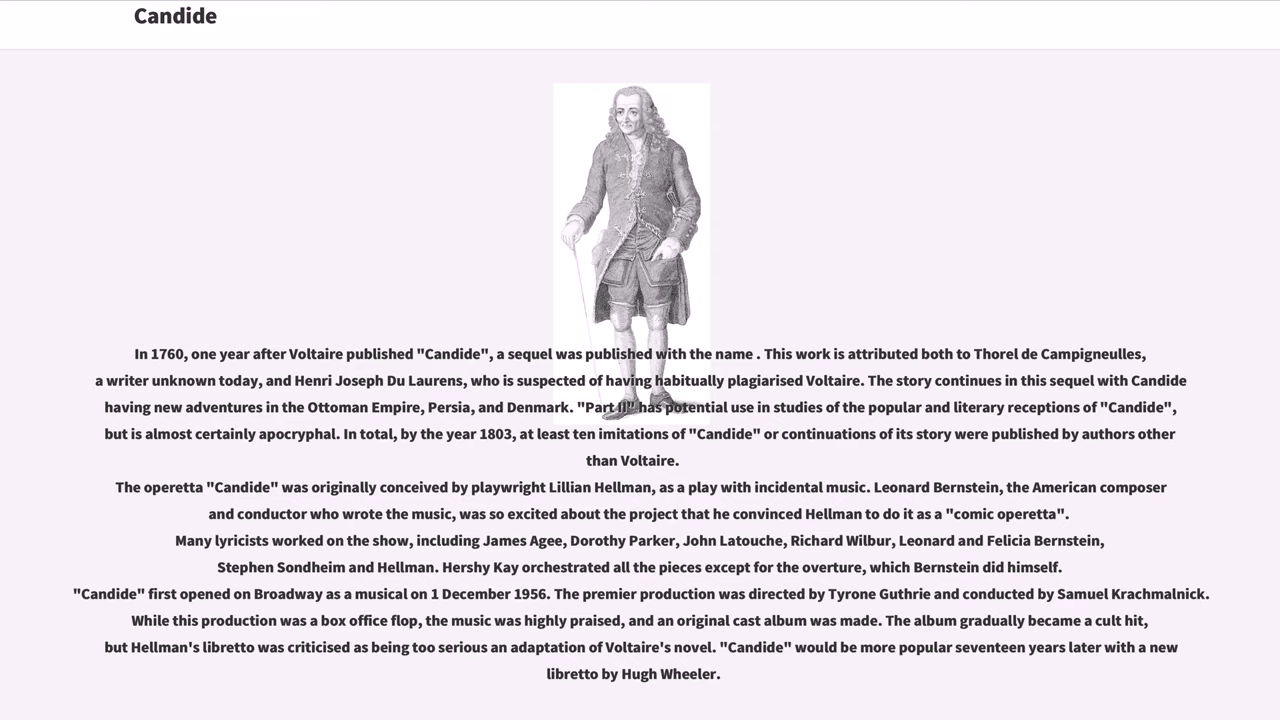 Candide
In 1760, one year after Voltaire published "Candide", a sequel was published with the name . This work is attributed both to Thorel de Campigneulles,
a writer unknown today, and Henri Joseph Du Laurens, who is suspected of having habitually plagiarised Voltaire. The story continues in this sequel with Candide
having new adventures in the Ottoman Empire, Persia, and Denmark. "Part II" has potential use in studies of the popular and literary receptions of "Candide",
but is almost certainly apocryphal. In total, by the year 1803, at least ten imitations of "Candide" or continuations of its story were published by authors other
than Voltaire.
The operetta "Candide" was originally conceived by playwright Lillian Hellman, as a play with incidental music. Leonard Bernstein, the American composer
and conductor who wrote the music, was so excited about the project that he convinced Hellman to do it as a "comic operetta".
Many lyricists worked on the show, including James Agee, Dorothy Parker, John Latouche, Richard Wilbur, Leonard and Felicia Bernstein,
Stephen Sondheim and Hellman. Hershy Kay orchestrated all the pieces except for the overture, which Bernstein did himself.
"Candide" first opened on Broadway as a musical on 1 December 1956. The premier production was directed by Tyrone Guthrie and conducted by Samuel Krachmalnick.
While this production was a box office flop, the music was highly praised, and an original cast album was made. The album gradually became a cult hit,
but Hellman's libretto was criticised as being too serious an adaptation of Voltaire's novel. "Candide" would be more popular seventeen years later with a new
libretto by Hugh Wheeler.